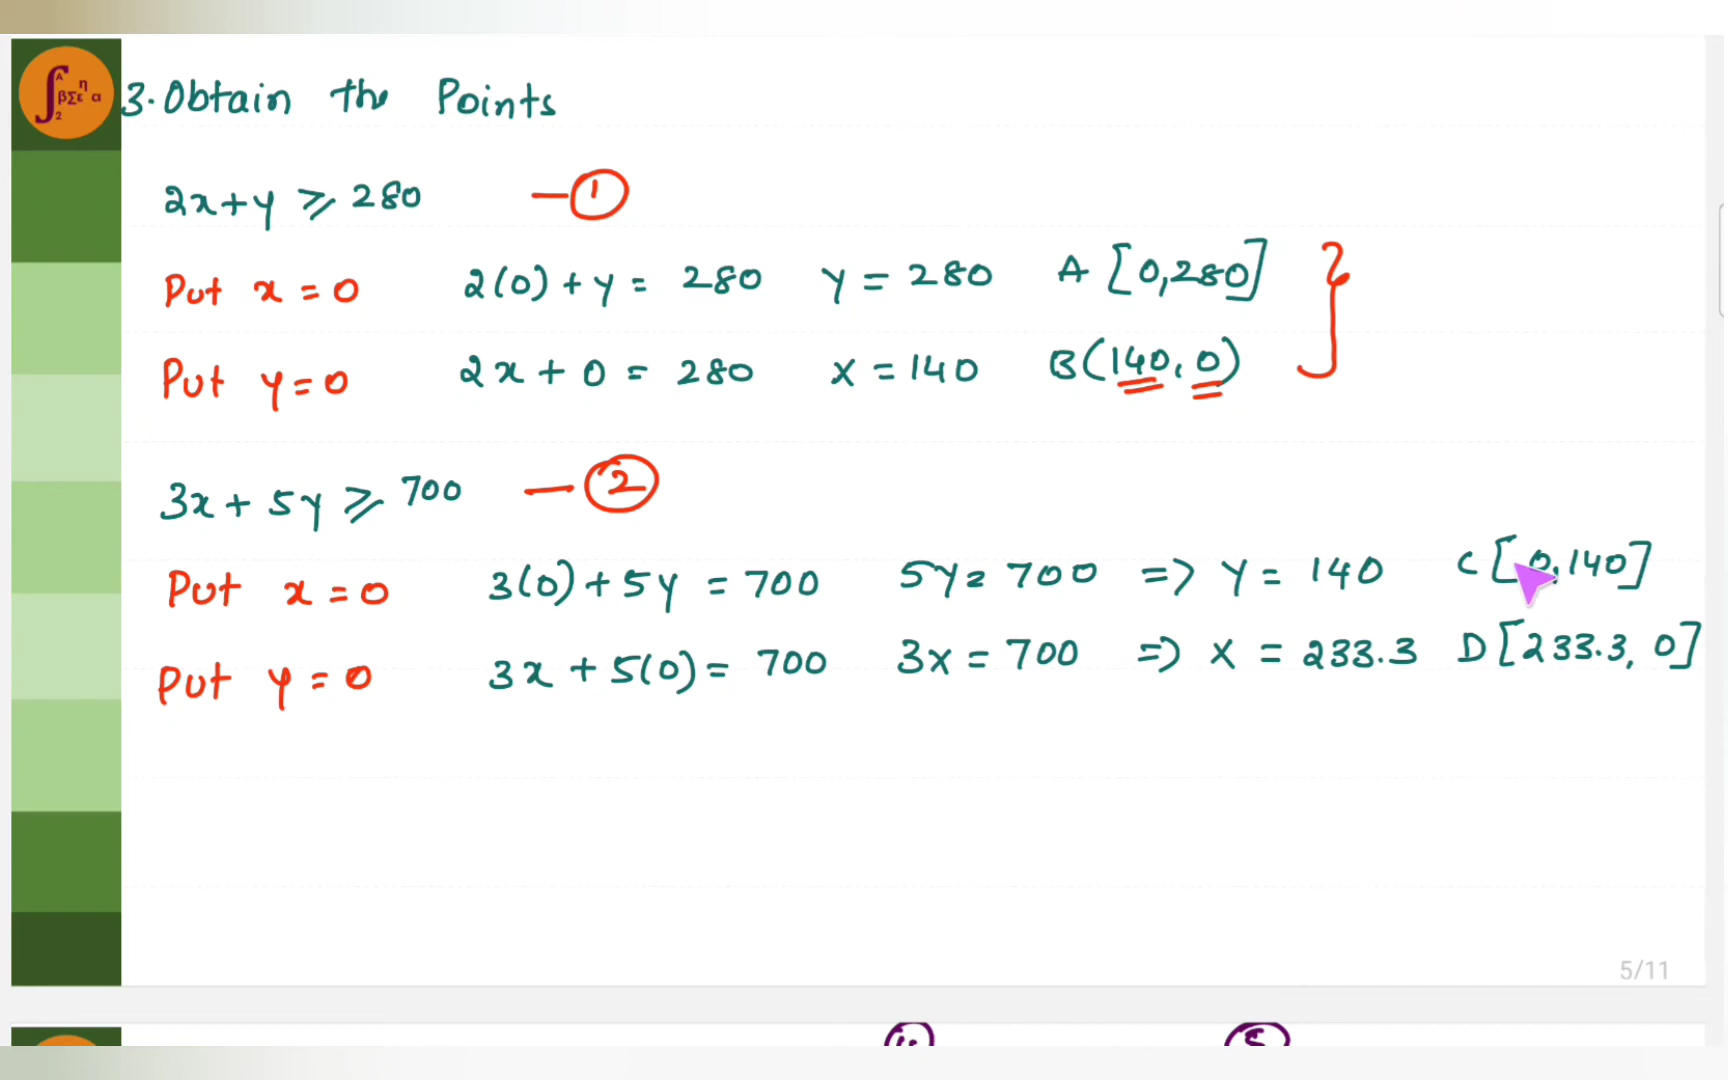 3. Obtain the Points
2x+y ⩾ 280 —①
Put x = 0 2(0) + y = 280 y = 280 A [0,280]
Put y=0 2x + 0 = 280 x = 140 B(140, 0)
3x + 5y ⩾ 700 —②
Put x = 0 3(0) + 5y = 700 5y = 700 => y = 140 C[0,140]
Put y = 0 3x + 5(0) = 700 3x = 700 => x = 233.3 D[233.3, 0]
5/11